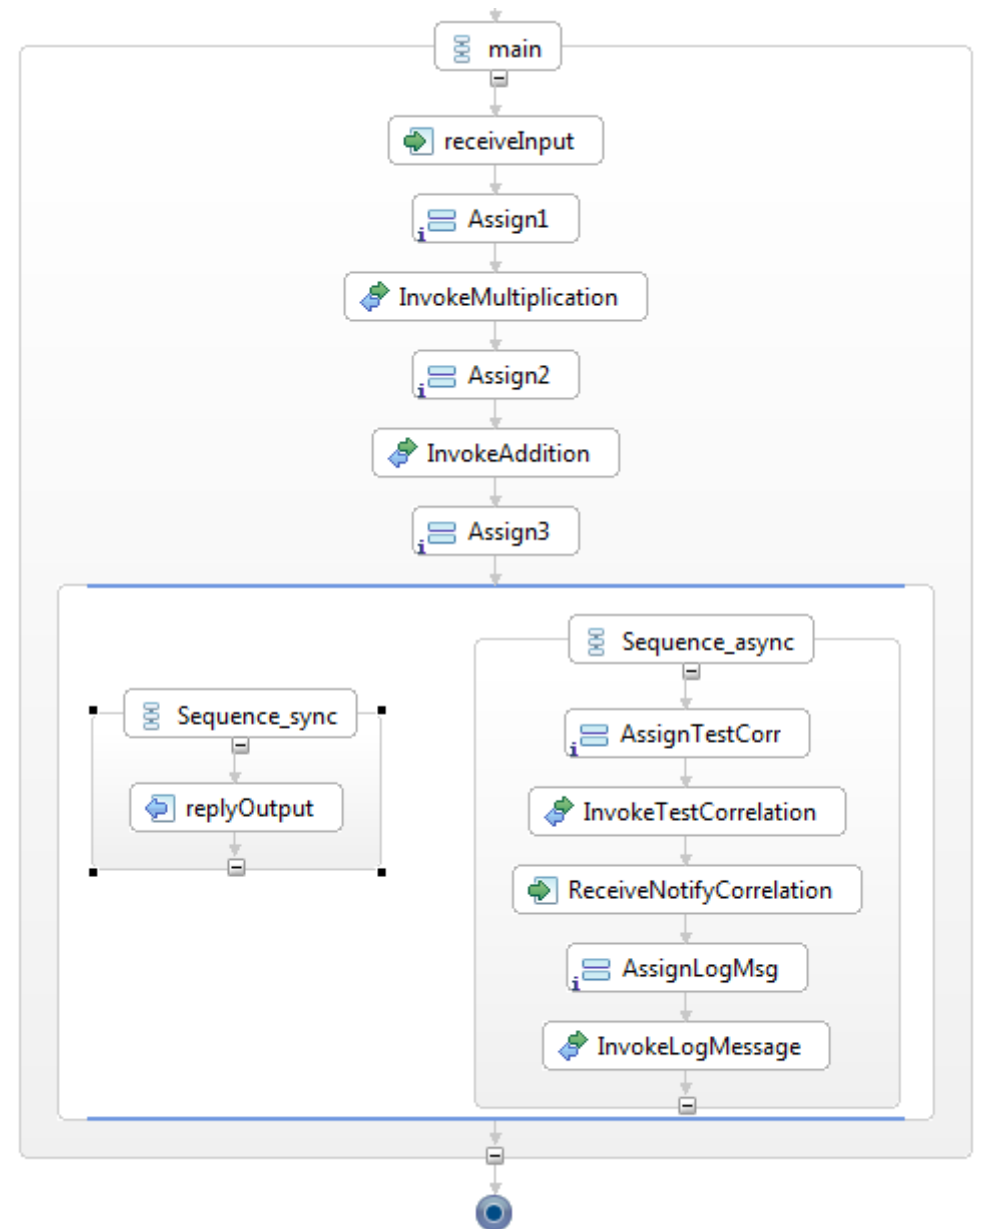 main
receiveInput
Assign1
InvokeMultiplication
Assign2
InvokeAddition
Assign3
Sequence_sync
replyOutput
Sequence_async
AssignTestCorr
InvokeTestCorrelation
ReceiveNotifyCorrelation
AssignLogMsg
InvokeLogMessage